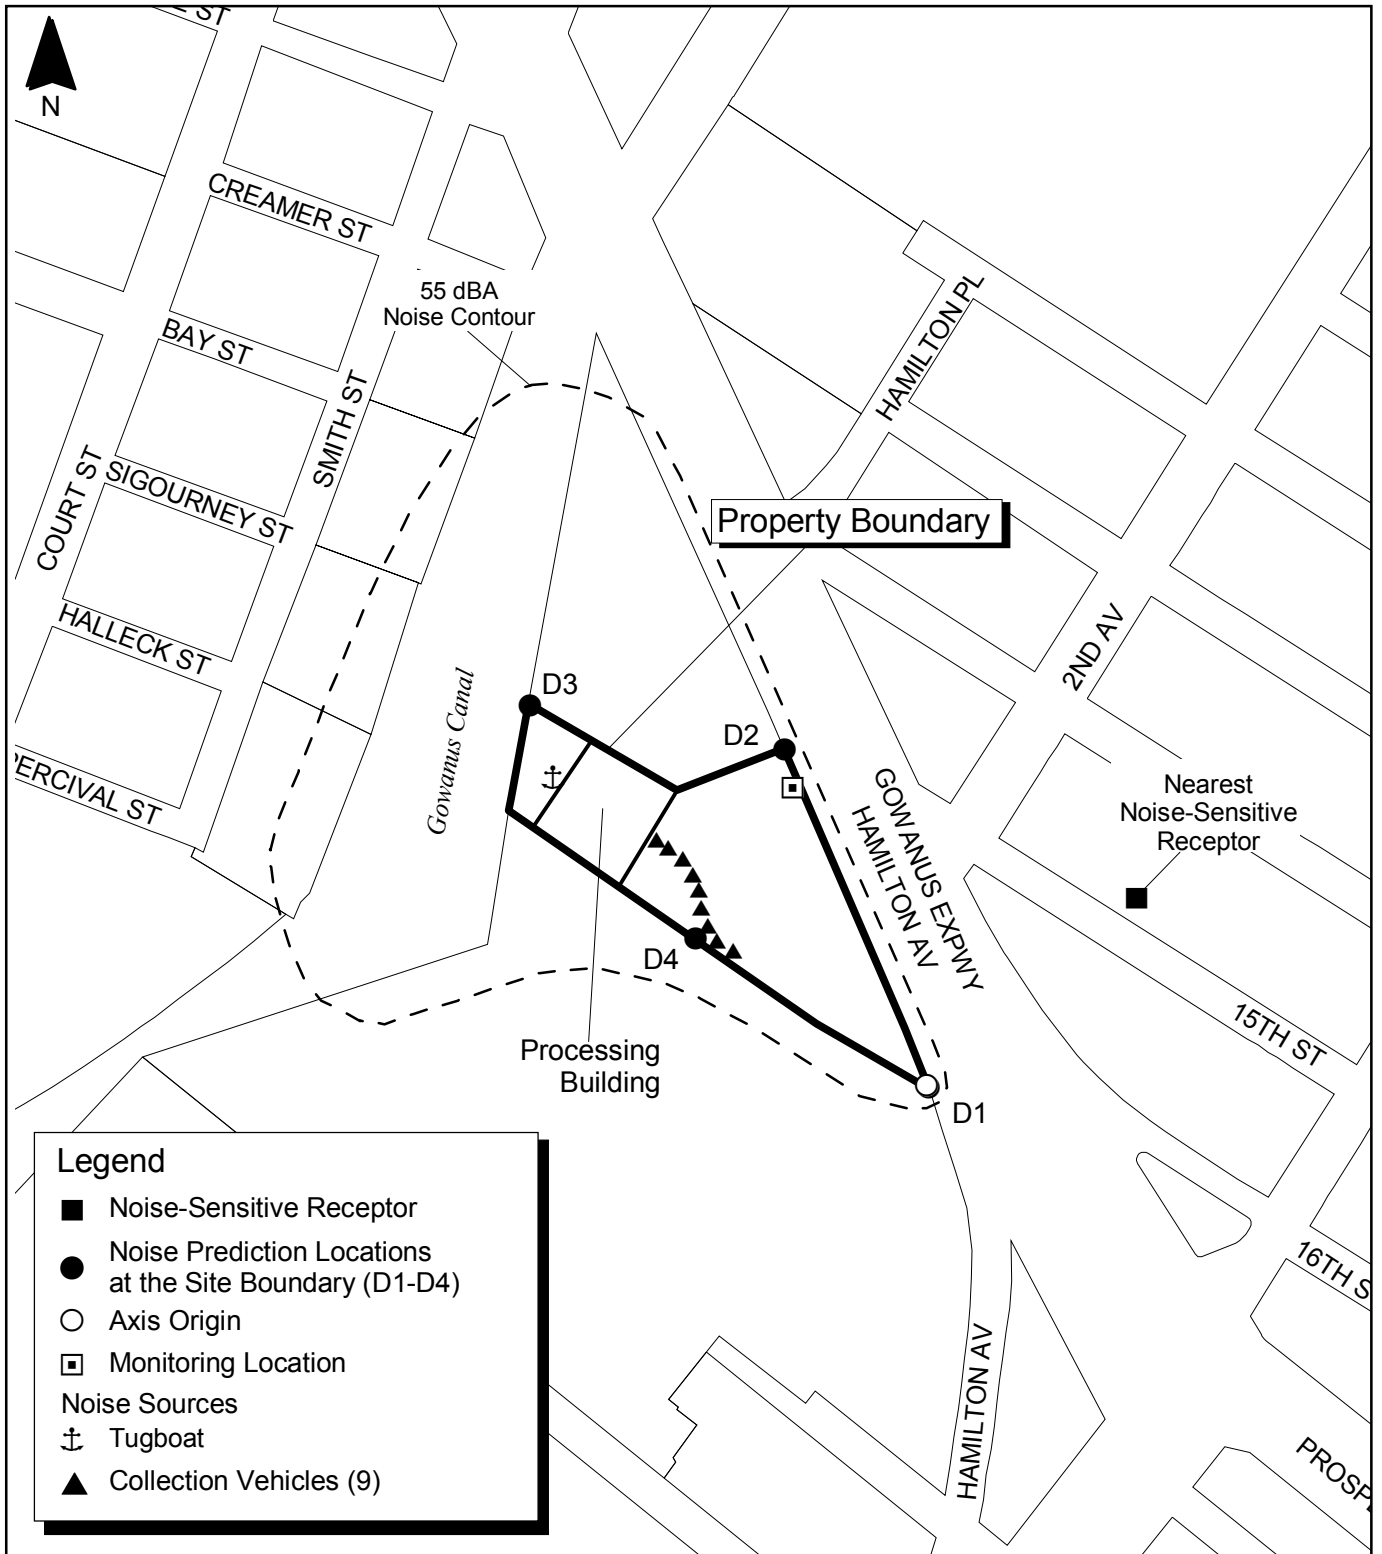 N
CREAMER ST
55 dBA
Noise Contour
BAY ST
SMITH ST
HAMILTON PL
COURT ST
SIGOURNEY ST
Property Boundary
HALLECK ST
2ND AV
D3
Gowanus Canal
D2
PERCIVAL ST
GOWANUS EXPWY
HAMILTON AV
Nearest
Noise-Sensitive
Receptor
D4
15TH ST
Processing
Building
D1
16TH S
HAMILTON AV
PROSP
Legend
Noise-Sensitive Receptor
Noise Prediction Locations
at the Site Boundary (D1-D4)
Axis Origin
Monitoring Location
Noise Sources
Tugboat
Collection Vehicles (9)